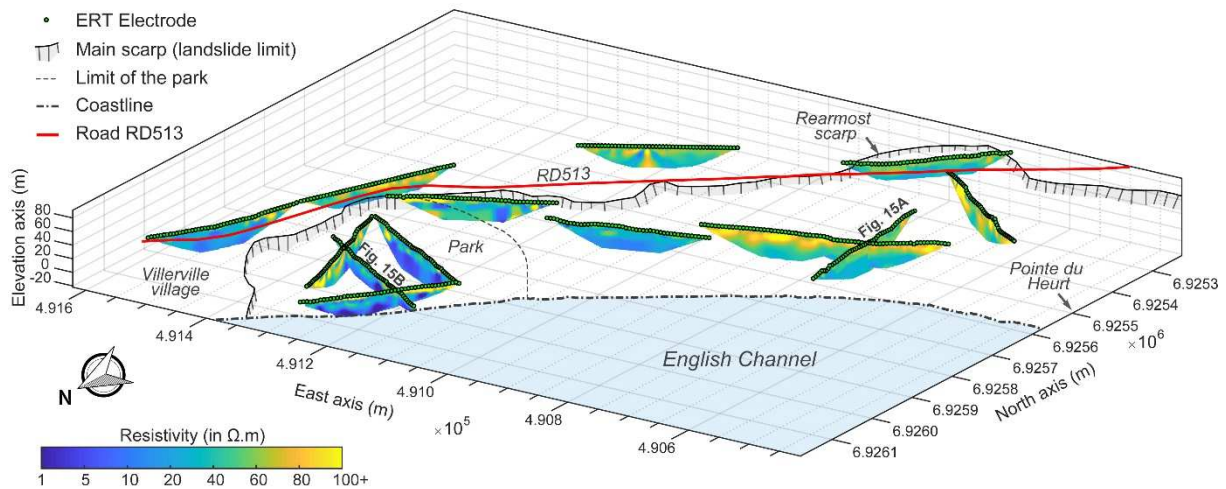 ERT Electrode
Main scarp (landslide limit)
Limit of the park
Coastline
Road RD513
Rearmost
scarp
RD513
Fig. 15A
Park
Fig. 15B
Villerville
village
Pointe du
Heurt
English Channel
Elevation axis (m)
80
60
40
20
0
-20
4.916
4.914
4.912
4.910
4.908
4.906
East axis (m)
×10⁵
6.9253
6.9254
6.9255
6.9256
6.9257
6.9258
6.9259
6.9260
6.9261
×10⁶
North axis (m)
N
Resistivity (in Ω.m)
1 5 10 20 40 60 80 100+